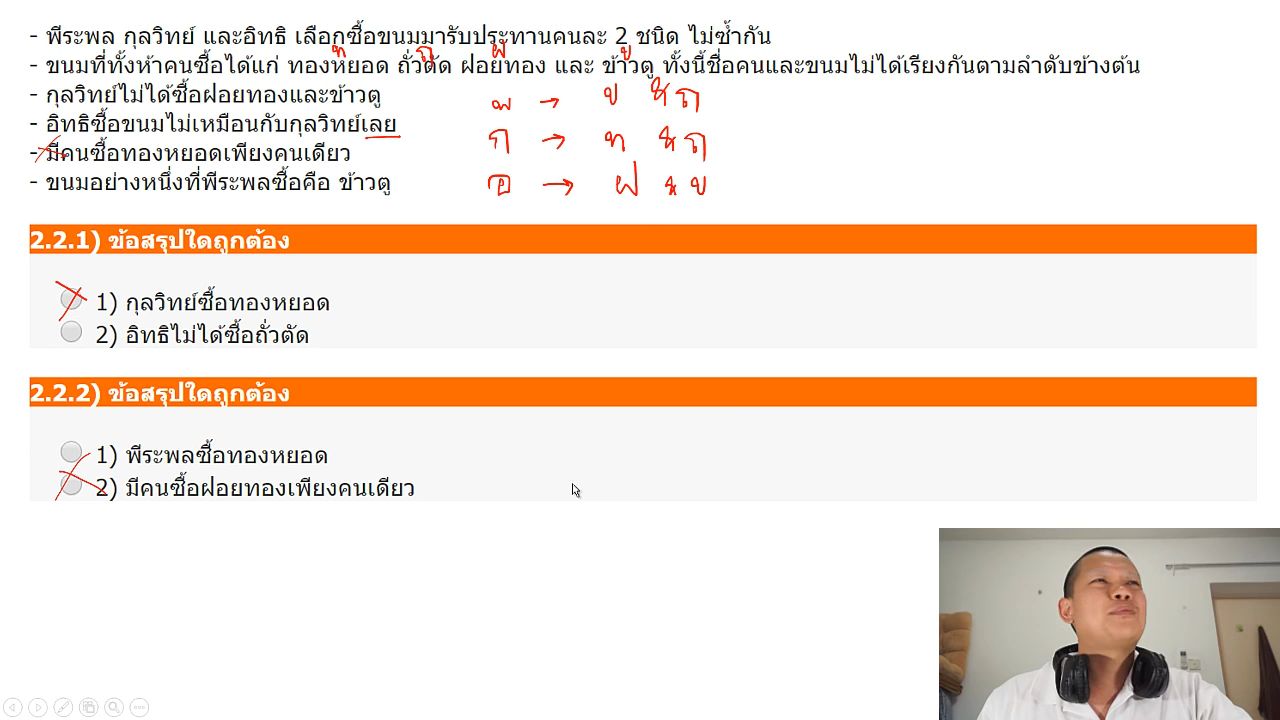 - พีระพล กุลวิทย์ และอิทธิ เลือกซื้อขนมมารับประทานคนละ 2 ชนิด ไม่ซ้ำกัน
ท ถ ฝ ข
- ขนมที่ทั้งห้าคนซื้อได้แก่ ทองหยอด ถั่วตัด ฝอยทอง และ ข้าวตู ทั้งนี้ชื่อคนและขนมไม่ได้เรียงกันตามลำดับข้างต้น
- กุลวิทย์ไม่ได้ซื้อฝอยทองและข้าวตู
พ → ข
- อิทธิซื้อขนมไม่เหมือนกับกุลวิทย์เลย
ก → ท
- มีคนซื้อทองหยอดเพียงคนเดียว
- ขนมอย่างหนึ่งที่พีระพลซื้อคือ ข้าวตู
อ → ฝ
2.2.1) ข้อสรุปใดถูกต้อง
1) กุลวิทย์ซื้อทองหยอด
2) อิทธิไม่ได้ซื้อถั่วตัด
2.2.2) ข้อสรุปใดถูกต้อง
1) พีระพลซื้อทองหยอด
2) มีคนซื้อฝอยทองเพียงคนเดียว